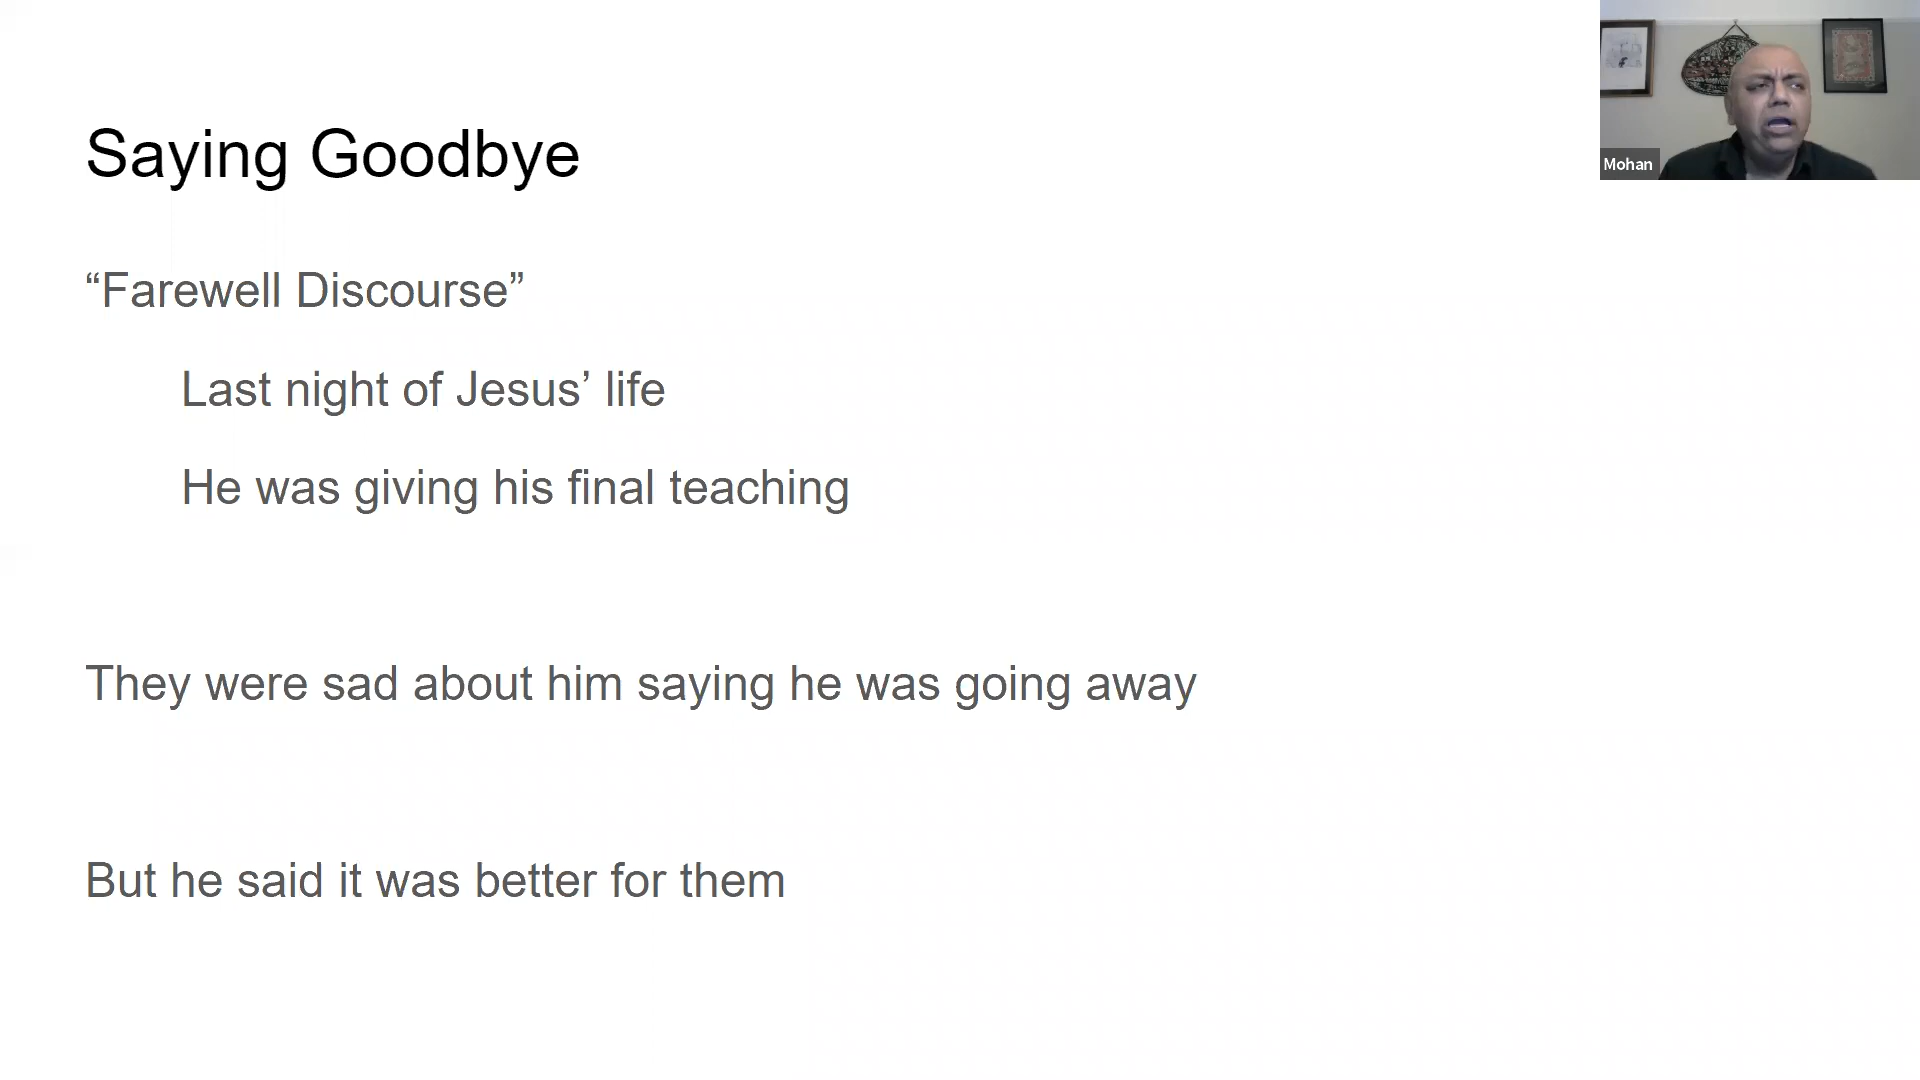 Saying Goodbye
“Farewell Discourse”
Last night of Jesus’ life
He was giving his final teaching
They were sad about him saying he was going away
But he said it was better for them
Mohan